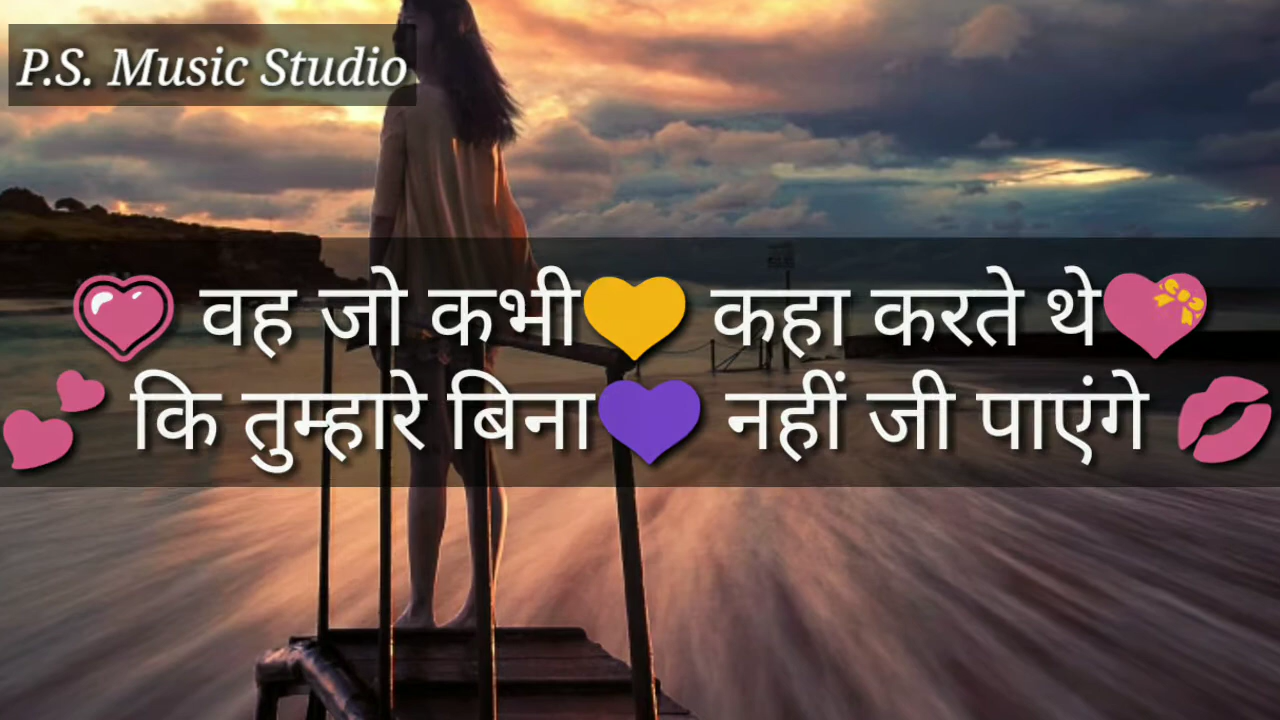 P.S. Music Studio
💗 वह जो कभी💛 कहा करते थे💝
💕 कि तुम्हारे बिना💜 नहीं जी पाएंगे 💋